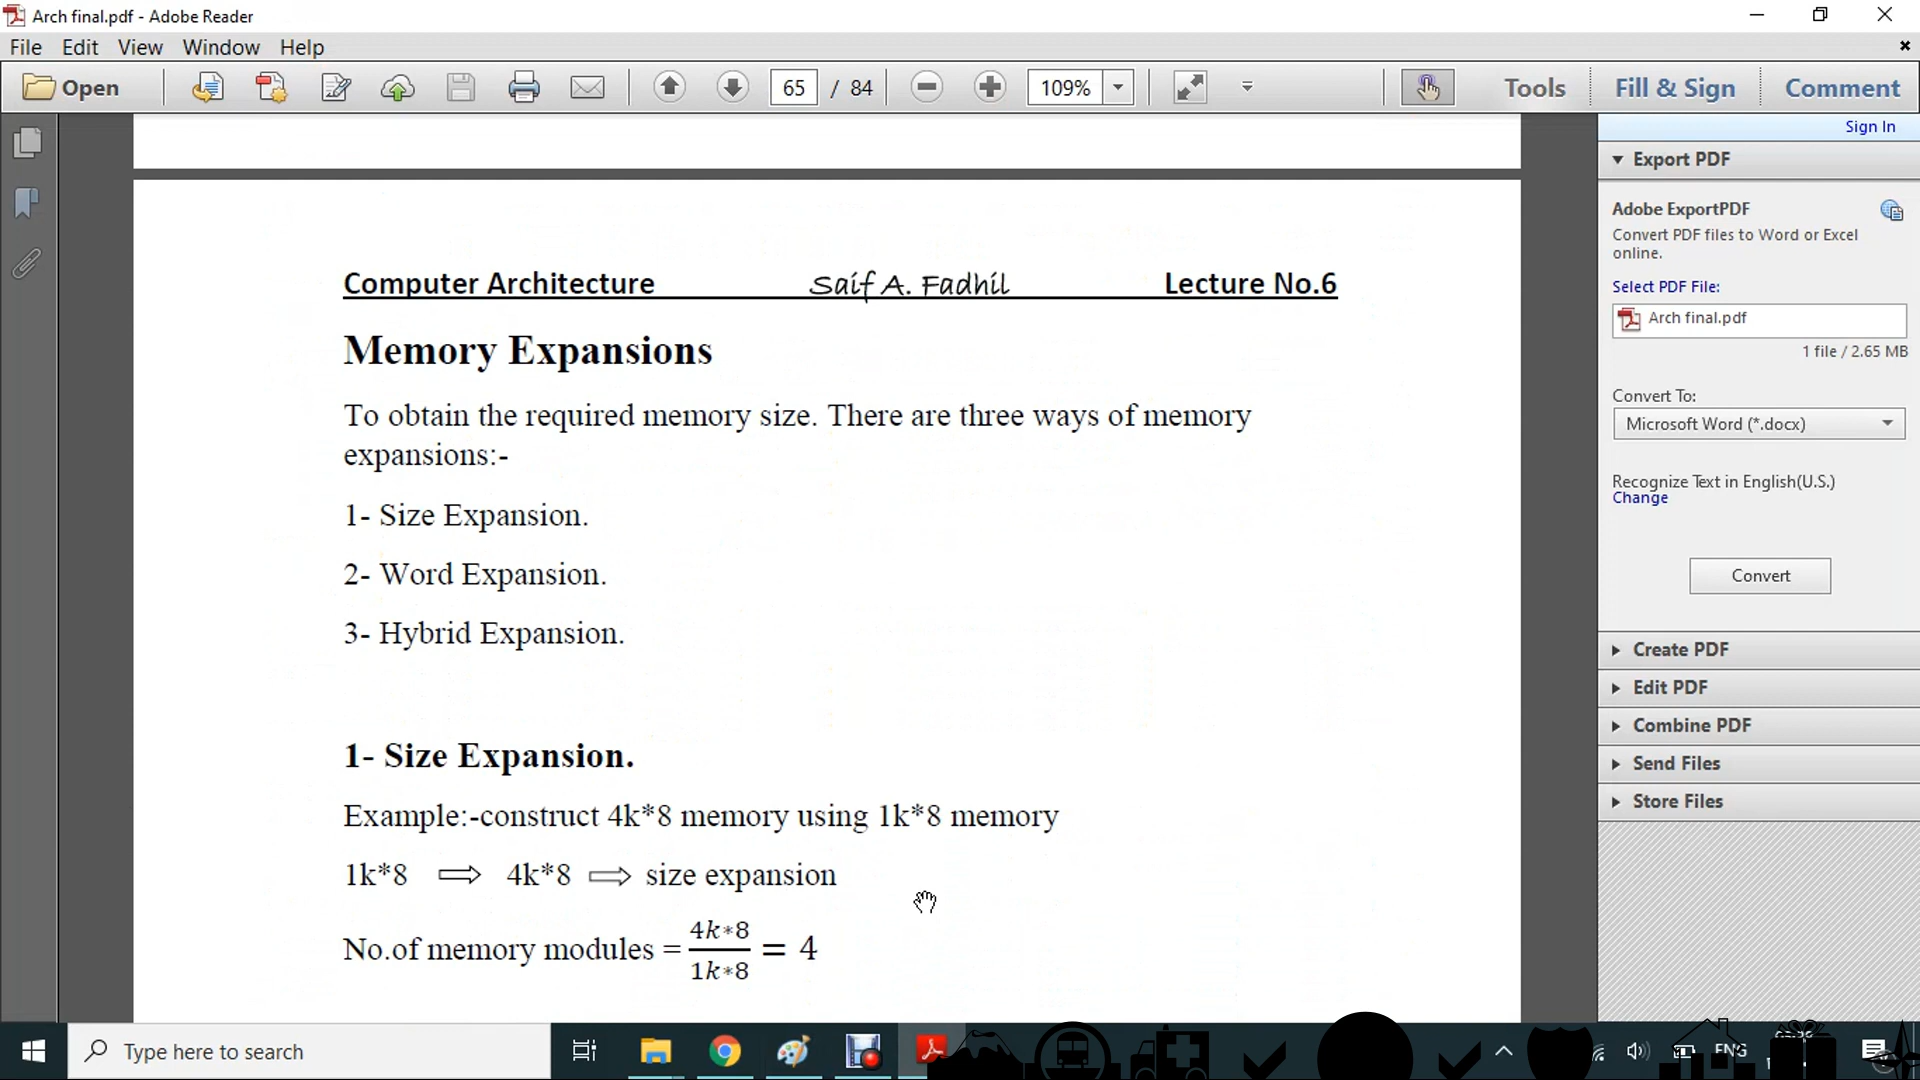 Arch final.pdf - Adobe Reader
File Edit View Window Help
Open 65 / 84 109% Tools Fill & Sign Comment
Sign In
Export PDF
Adobe ExportPDF
Convert PDF files to Word or Excel
online.
Select PDF File:
Arch final.pdf
1 file / 2.65 MB
Convert To:
Microsoft Word (*.docx)
Recognize Text in English(U.S.)
Change
Convert
Create PDF
Edit PDF
Combine PDF
Send Files
Store Files
Computer Architecture Saif A. Fadhil Lecture No.6
Memory Expansions
To obtain the required memory size. There are three ways of memory
expansions:-
1- Size Expansion.
2- Word Expansion.
3- Hybrid Expansion.
1- Size Expansion.
Example:-construct 4k*8 memory using 1k*8 memory
1k*8 ⇒ 4k*8 ⇒ size expansion
No.of memory modules = 4k*8 / 1k*8 = 4
Type here to search
ENG